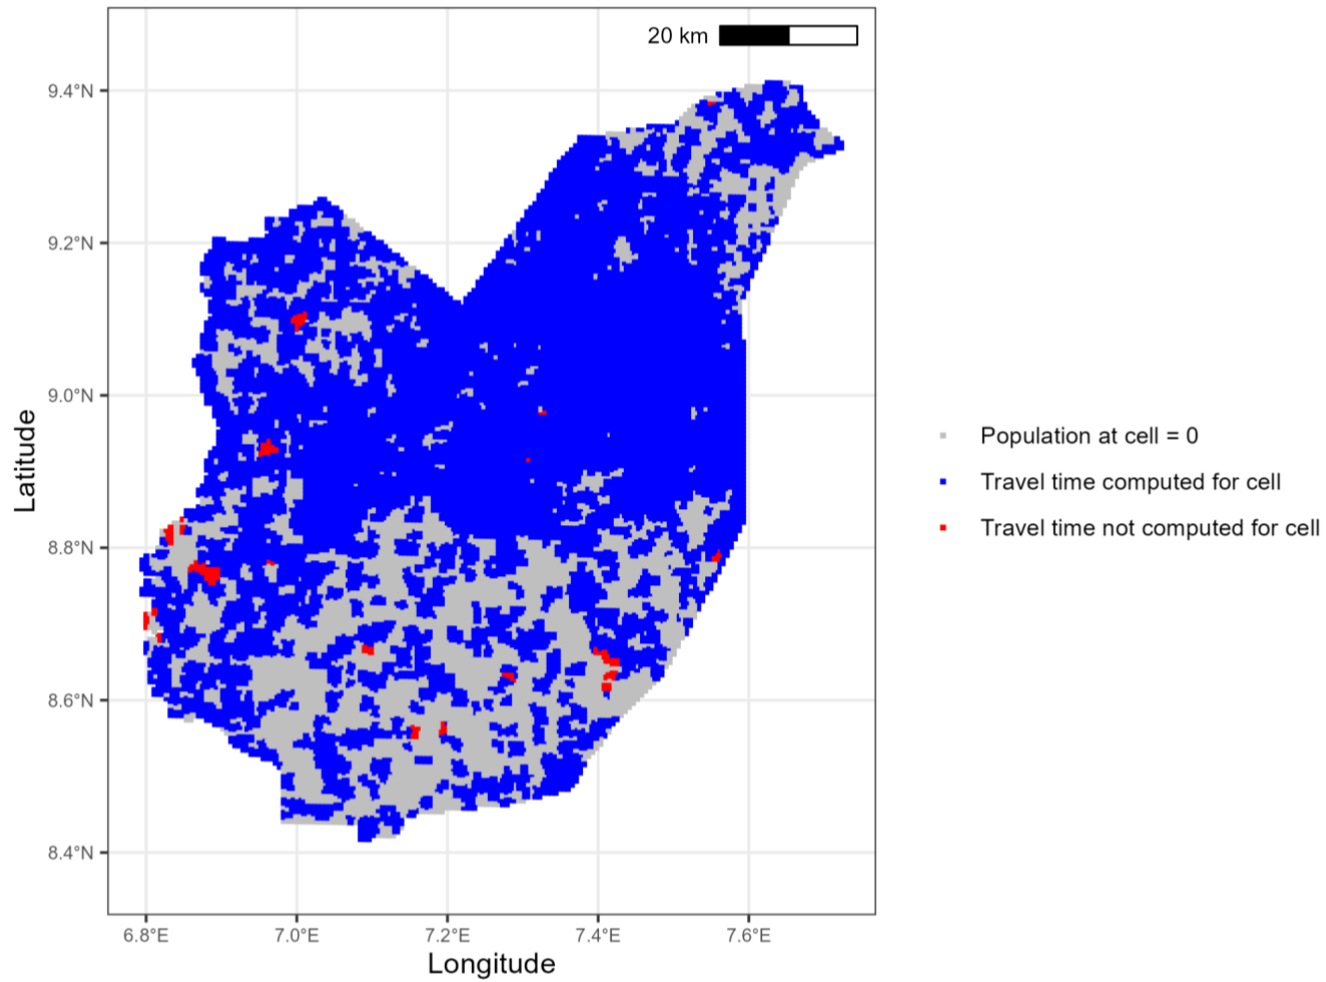 20 km
9.4°N
9.2°N
9.0°N
8.8°N
8.6°N
8.4°N
Latitude
6.8°E 7.0°E 7.2°E 7.4°E 7.6°E
Longitude
Population at cell = 0
Travel time computed for cell
Travel time not computed for cell